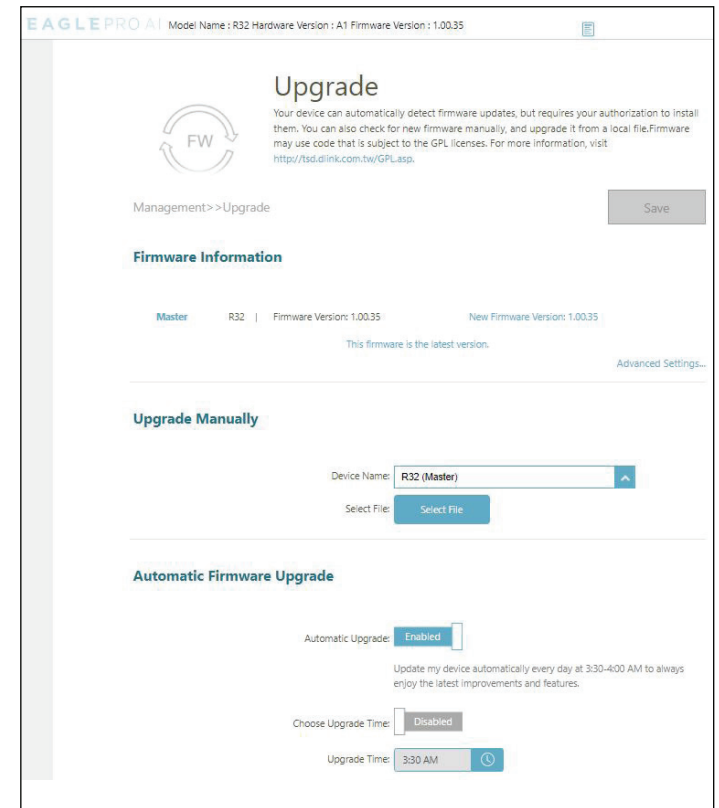 EAGLE PRO AI Model Name : R32 Hardware Version : A1 Firmware Version : 1.00.35
Upgrade
Your device can automatically detect firmware updates, but requires your authorization to install
them. You can also check for new firmware manually, and upgrade it from a local file.Firmware
may use code that is subject to the GPL licenses. For more information, visit
http://tsd.dlink.com.tw/GPL.asp.
FW
Management>>Upgrade
Save
Firmware Information
Master R32 | Firmware Version: 1.00.35 New Firmware Version: 1.00.35
This firmware is the latest version.
Advanced Settings...
Upgrade Manually
Device Name: R32 (Master)
Select File: Select File
Automatic Firmware Upgrade
Automatic Upgrade: Enabled
Update my device automatically every day at 3:30-4:00 AM to always
enjoy the latest improvements and features.
Choose Upgrade Time: Disabled
Upgrade Time: 3:30 AM